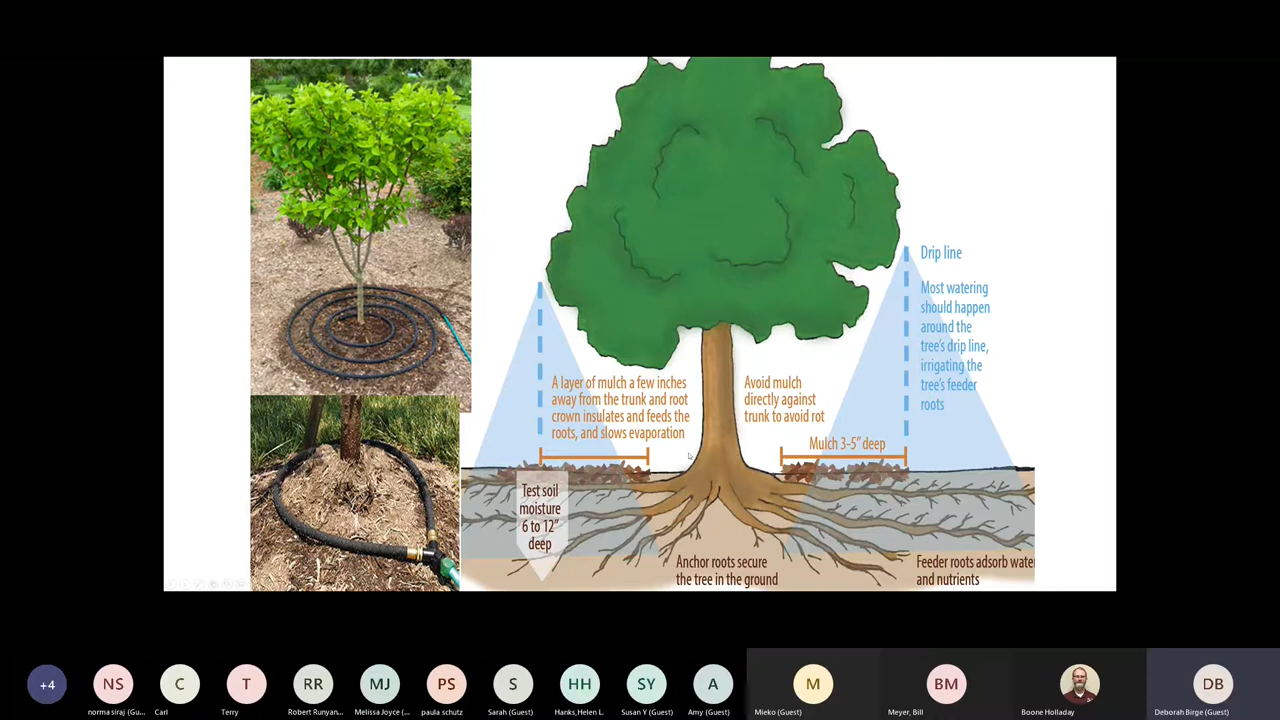 Drip line
Most watering
should happen
around the
tree's drip line,
irrigating the
tree's feeder
roots
A layer of mulch a few inches
away from the trunk and root
crown insulates and feeds the
roots, and slows evaporation
Avoid mulch
directly against
trunk to avoid rot
Mulch 3-5" deep
Test soil
moisture
6 to 12"
deep
Anchor roots secure
the tree in the ground
Feeder roots adsorb wate
and nutrients
+4
NS
C
T
RR
MJ
PS
S
HH
SY
A
M
BM
DB
norma siraj (Gu...
Carl
Terry
Robert Runyan...
Melissa Joyce (...
paula schutz
Sarah (Guest)
Hanks,Helen L.
Susan Y (Guest)
Amy (Guest)
Mieko (Guest)
Meyer, Bill
Boone Holladay
Deborah Birge (Guest)